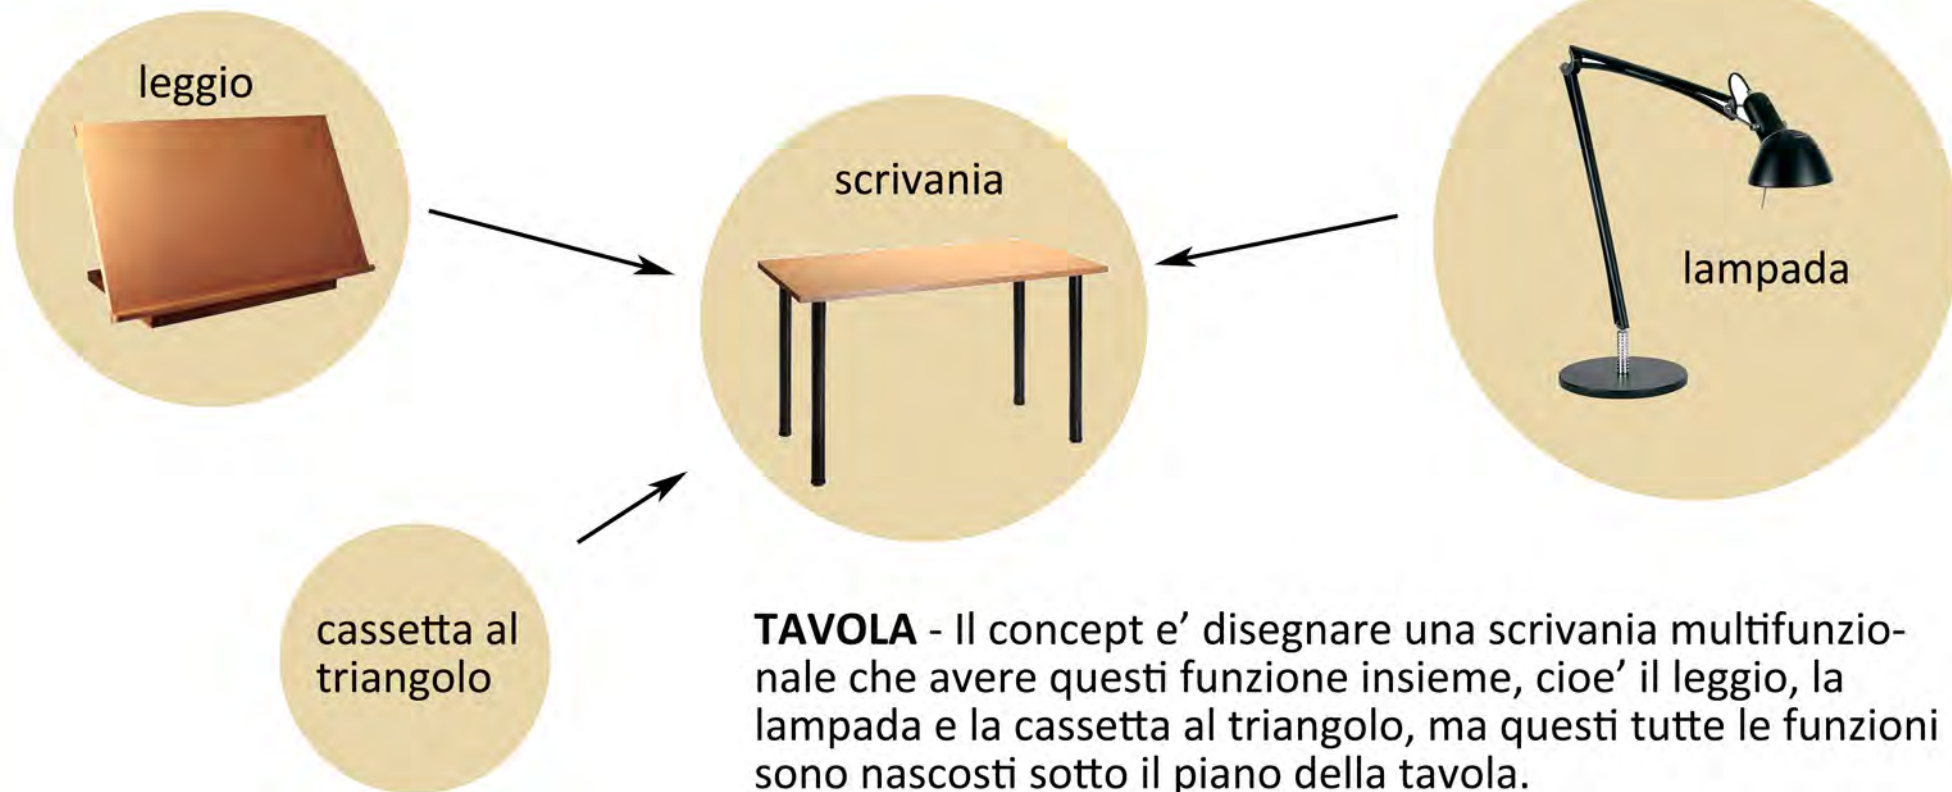 leggio
scrivania
lampada
cassetta al
triangolo
TAVOLA - Il concept e’ disegnare una scrivania multifunzio-
nale che avere questi funzione insieme, cioe’ il leggio, la
lampada e la cassetta al triangolo, ma questi tutte le funzioni
sono nascosti sotto il piano della tavola.